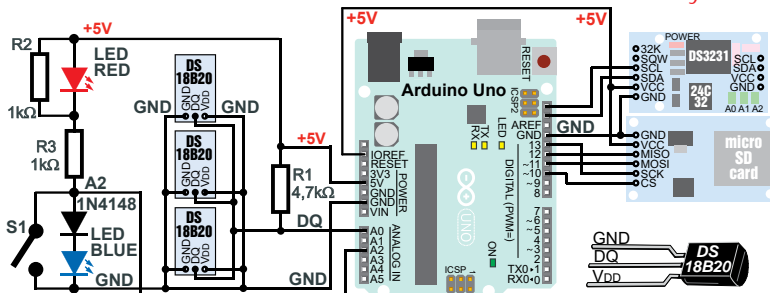 +5V
+5V
+5V
R2
LED
RED
1kΩ
R3
1kΩ
A2
1N4148
S1
LED
BLUE
GND
DS
18B20
GND
DQ
VDD
DS
18B20
GND
DQ
VDD
DS
18B20
GND
DQ
VDD
GND
GND
+5V
R1
4,7kΩ
DQ
GND
Arduino Uno
RESET
ICSP2
IOREF
RESET
3V3
5V
GND
GND
VIN
POWER
A0
A1
A2
A3
A4
A5
ANALOG IN
RX
TX
LED
AREF
GND
13
12
~11
~10
~9
8
DIGITAL (PWM=)
7
~6
~5
4
~3
2
TX0•1
RX0•0
UNO
ON
ICSP 1
GND
POWER
32K
SQW
SCL
SDA
VCC
GND
DS3231
24C
32
SCL
SDA
VCC
GND
A0 A1 A2
GND
VCC
MISO
MOSI
SCK
CS
micro
SD
card
GND
DQ
VDD
DS
18B20